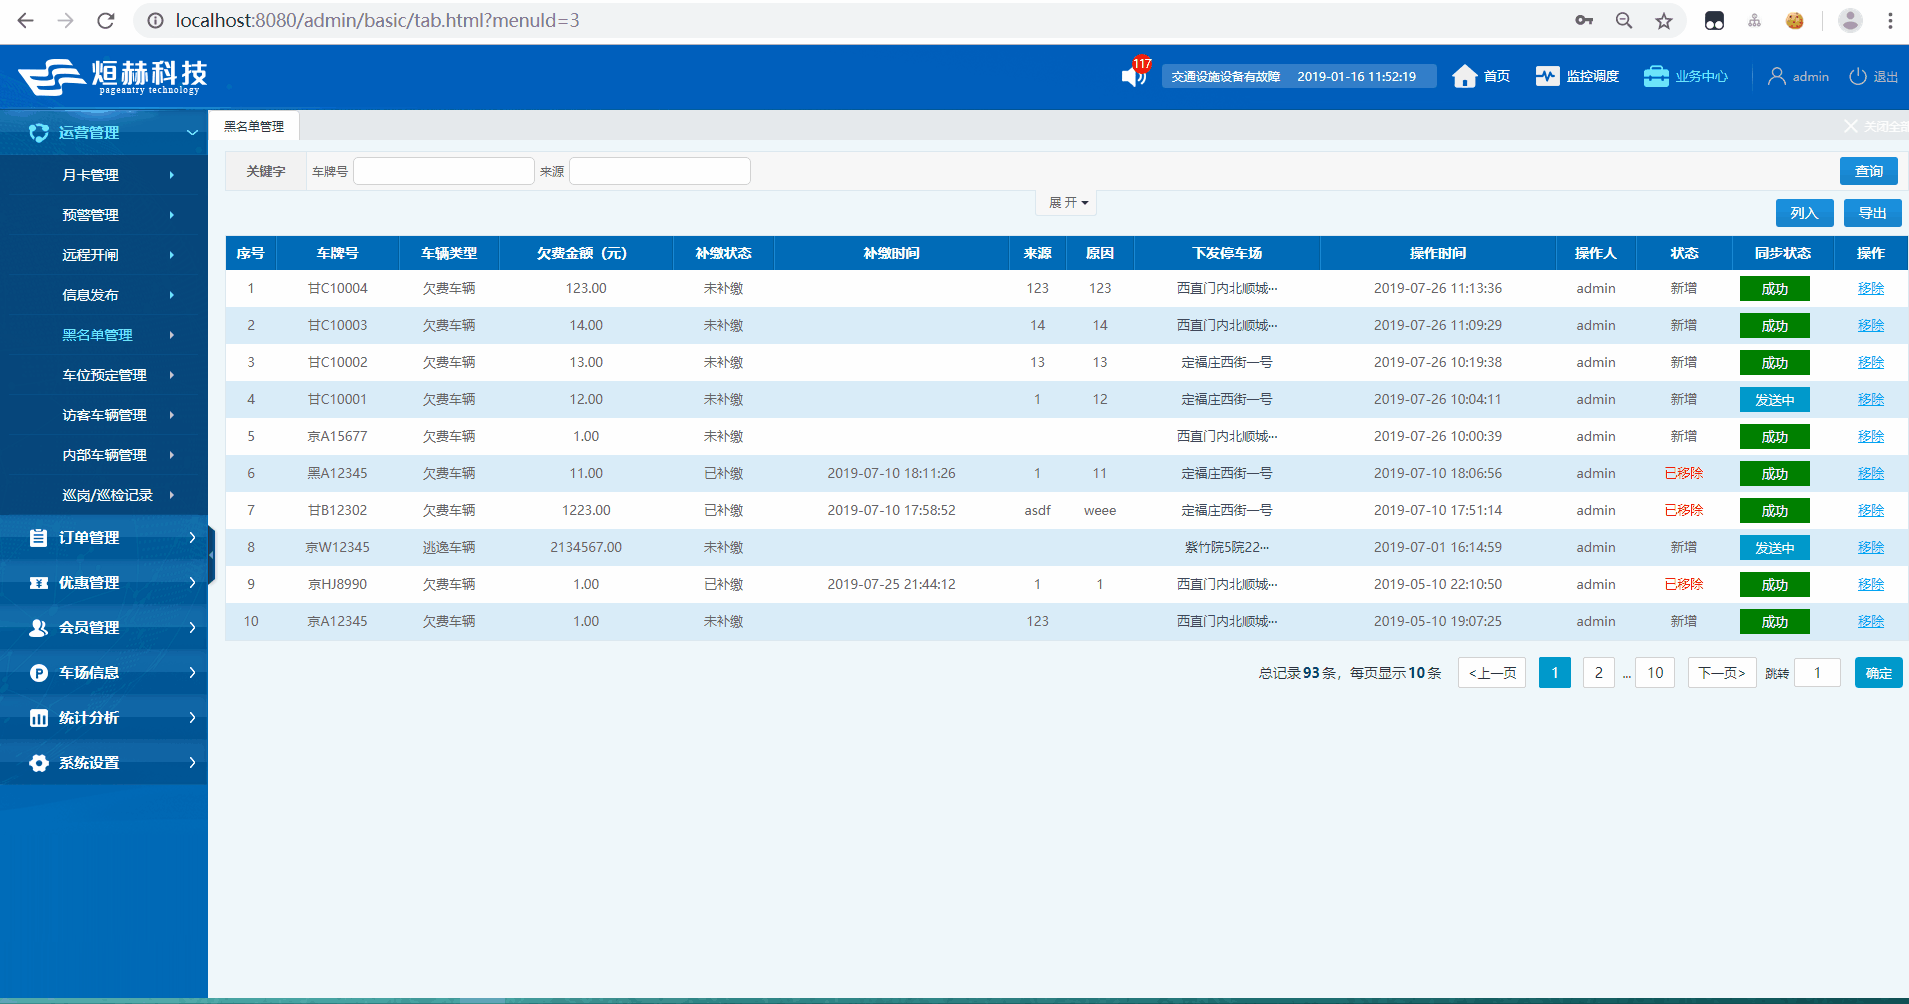 localhost:8080/admin/basic/tab.html?menuId=3
烜赫科技
pageantry technology
117
交通设施设备有故障 2019-01-16 11:52:19
首页
监控调度
业务中心
admin
退出
运营管理
月卡管理
预警管理
远程开闸
信息发布
黑名单管理
车位预定管理
访客车辆管理
内部车辆管理
巡岗/巡检记录
订单管理
优惠管理
会员管理
车场信息
统计分析
系统设置
黑名单管理
关闭全部
关键字 车牌号 来源 查询
展 开
列入 导出
序号 车牌号 车辆类型 欠费金额（元） 补缴状态 补缴时间 来源 原因 下发停车场 操作时间 操作人 状态 同步状态 操作
1 甘C10004 欠费车辆 123.00 未补缴 123 123 西直门内北顺城··· 2019-07-26 11:13:36 admin 新增 成功 移除
2 甘C10003 欠费车辆 14.00 未补缴 14 14 西直门内北顺城··· 2019-07-26 11:09:29 admin 新增 成功 移除
3 甘C10002 欠费车辆 13.00 未补缴 13 13 定福庄西街一号 2019-07-26 10:19:38 admin 新增 成功 移除
4 甘C10001 欠费车辆 12.00 未补缴 1 12 定福庄西街一号 2019-07-26 10:04:11 admin 新增 发送中 移除
5 京A15677 欠费车辆 1.00 未补缴 西直门内北顺城··· 2019-07-26 10:00:39 admin 新增 成功 移除
6 黑A12345 欠费车辆 11.00 已补缴 2019-07-10 18:11:26 1 11 定福庄西街一号 2019-07-10 18:06:56 admin 已移除 成功 移除
7 甘B12302 欠费车辆 1223.00 已补缴 2019-07-10 17:58:52 asdf weee 定福庄西街一号 2019-07-10 17:51:14 admin 已移除 成功 移除
8 京W12345 逃逸车辆 2134567.00 未补缴 紫竹院5院22··· 2019-07-01 16:14:59 admin 新增 发送中 移除
9 京HJ8990 欠费车辆 1.00 已补缴 2019-07-25 21:44:12 1 1 西直门内北顺城··· 2019-05-10 22:10:50 admin 已移除 成功 移除
10 京A12345 欠费车辆 1.00 未补缴 123 西直门内北顺城··· 2019-05-10 19:07:25 admin 新增 成功 移除
总记录93条，每页显示10条 <上一页 1 2 ... 10 下一页> 跳转 1 确定